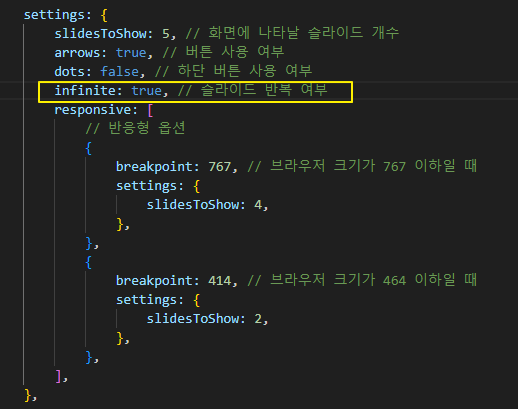 settings: {
slidesToShow: 5, // 화면에 나타날 슬라이드 개수
arrows: true, // 버튼 사용 여부
dots: false, // 하단 버튼 사용 여부
infinite: true, // 슬라이드 반복 여부
responsive: [
// 반응형 옵션
{
breakpoint: 767, // 브라우저 크기가 767 이하일 때
settings: {
slidesToShow: 4,
},
},
{
breakpoint: 414, // 브라우저 크기가 464 이하일 때
settings: {
slidesToShow: 2,
},
},
],
},